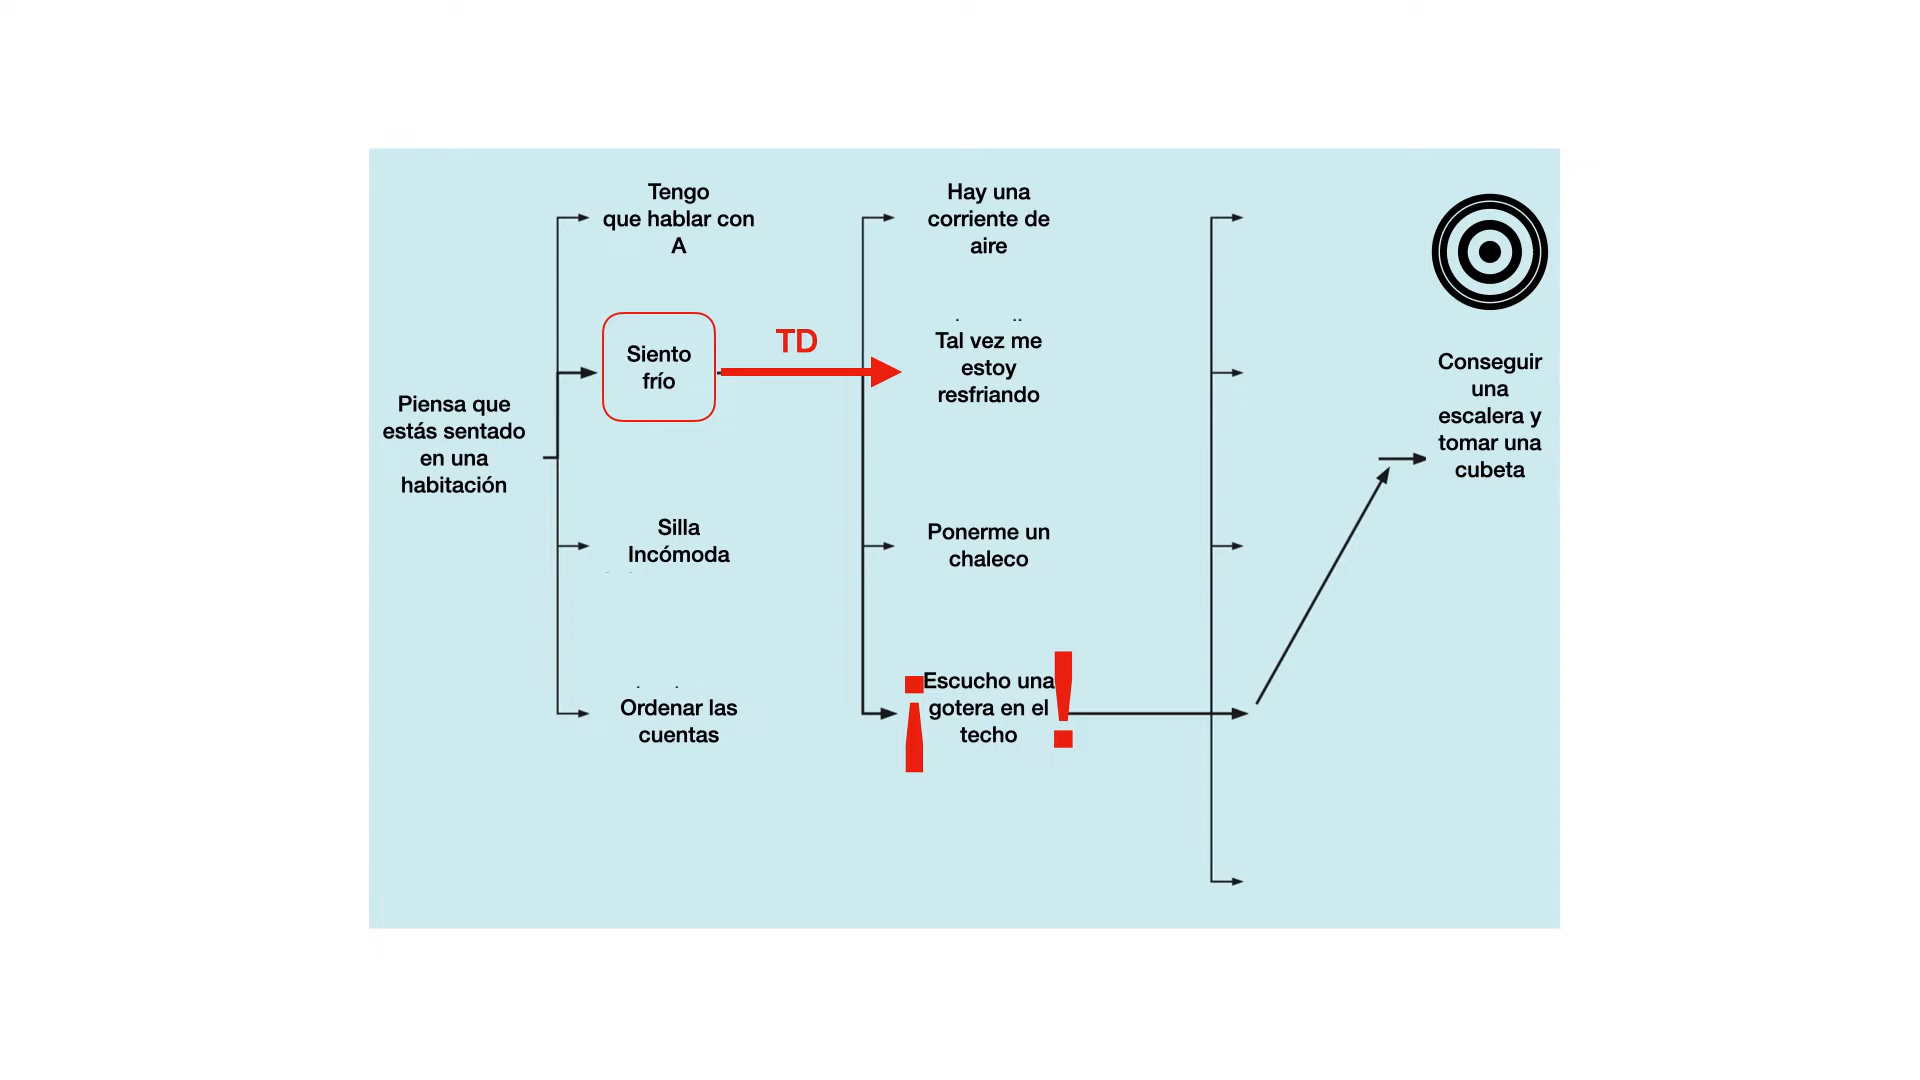 Piensa que
estás sentado
en una
habitación
Tengo
que hablar con
A
Siento
frío
Silla
Incómoda
Ordenar las
cuentas
TD
Hay una
corriente de
aire
Tal vez me
estoy
resfriando
Ponerme un
chaleco
¡Escucho una!
gotera en el
techo
Conseguir
una
escalera y
tomar una
cubeta